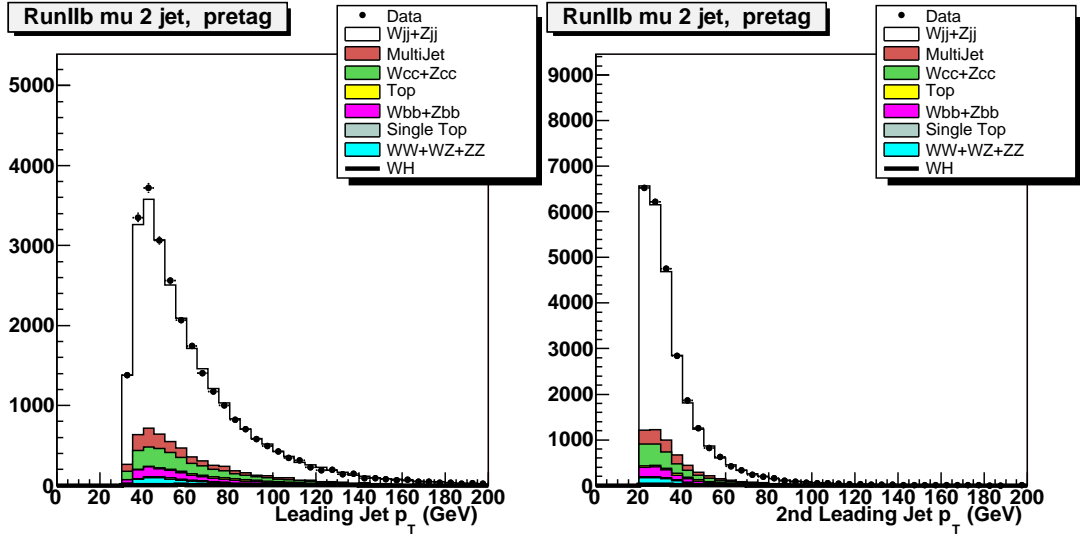 RunIIb mu 2 jet, pretag
Data
Wjj+Zjj
MultiJet
Wcc+Zcc
Top
Wbb+Zbb
Single Top
WW+WZ+ZZ
WH
5000
4000
3000
2000
1000
0
0 20 40 60 80 100 120 140 160 180 200
Leading Jet p_T (GeV)
RunIIb mu 2 jet, pretag
Data
Wjj+Zjj
MultiJet
Wcc+Zcc
Top
Wbb+Zbb
Single Top
WW+WZ+ZZ
WH
9000
8000
7000
6000
5000
4000
3000
2000
1000
0
0 20 40 60 80 100 120 140 160 180 200
2nd Leading Jet p_T (GeV)